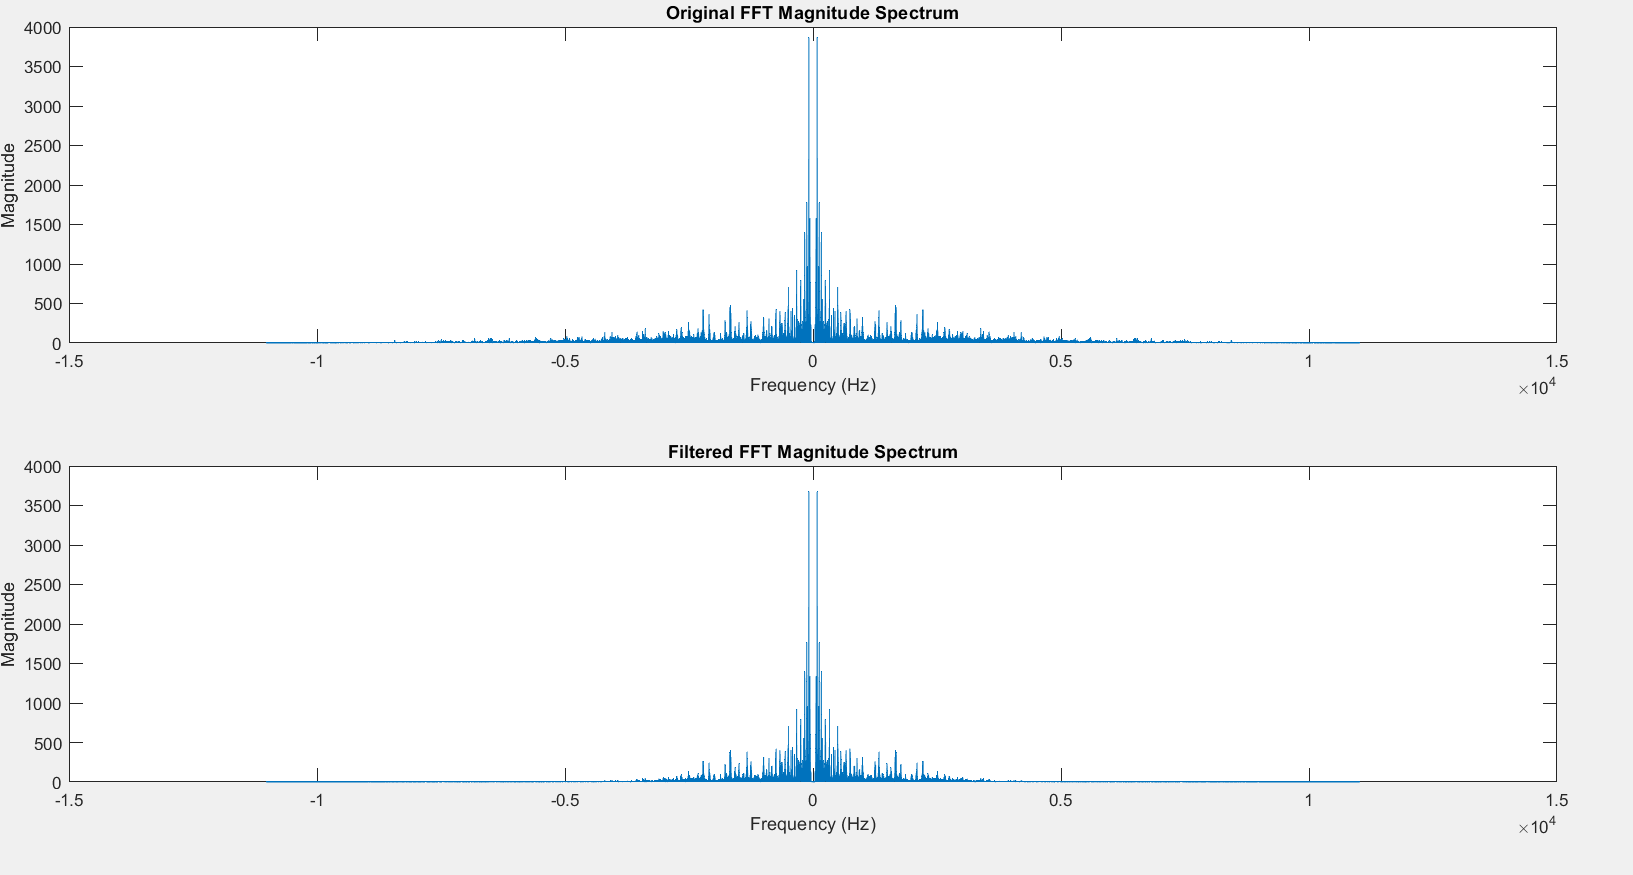 Original FFT Magnitude Spectrum
4000
3500
3000
2500
2000
1500
1000
500
0
Magnitude
-1.5 -1 -0.5 0 0.5 1 1.5
Frequency (Hz)
×10^4
Filtered FFT Magnitude Spectrum
4000
3500
3000
2500
2000
1500
1000
500
0
Magnitude
-1.5 -1 -0.5 0 0.5 1 1.5
Frequency (Hz)
×10^4